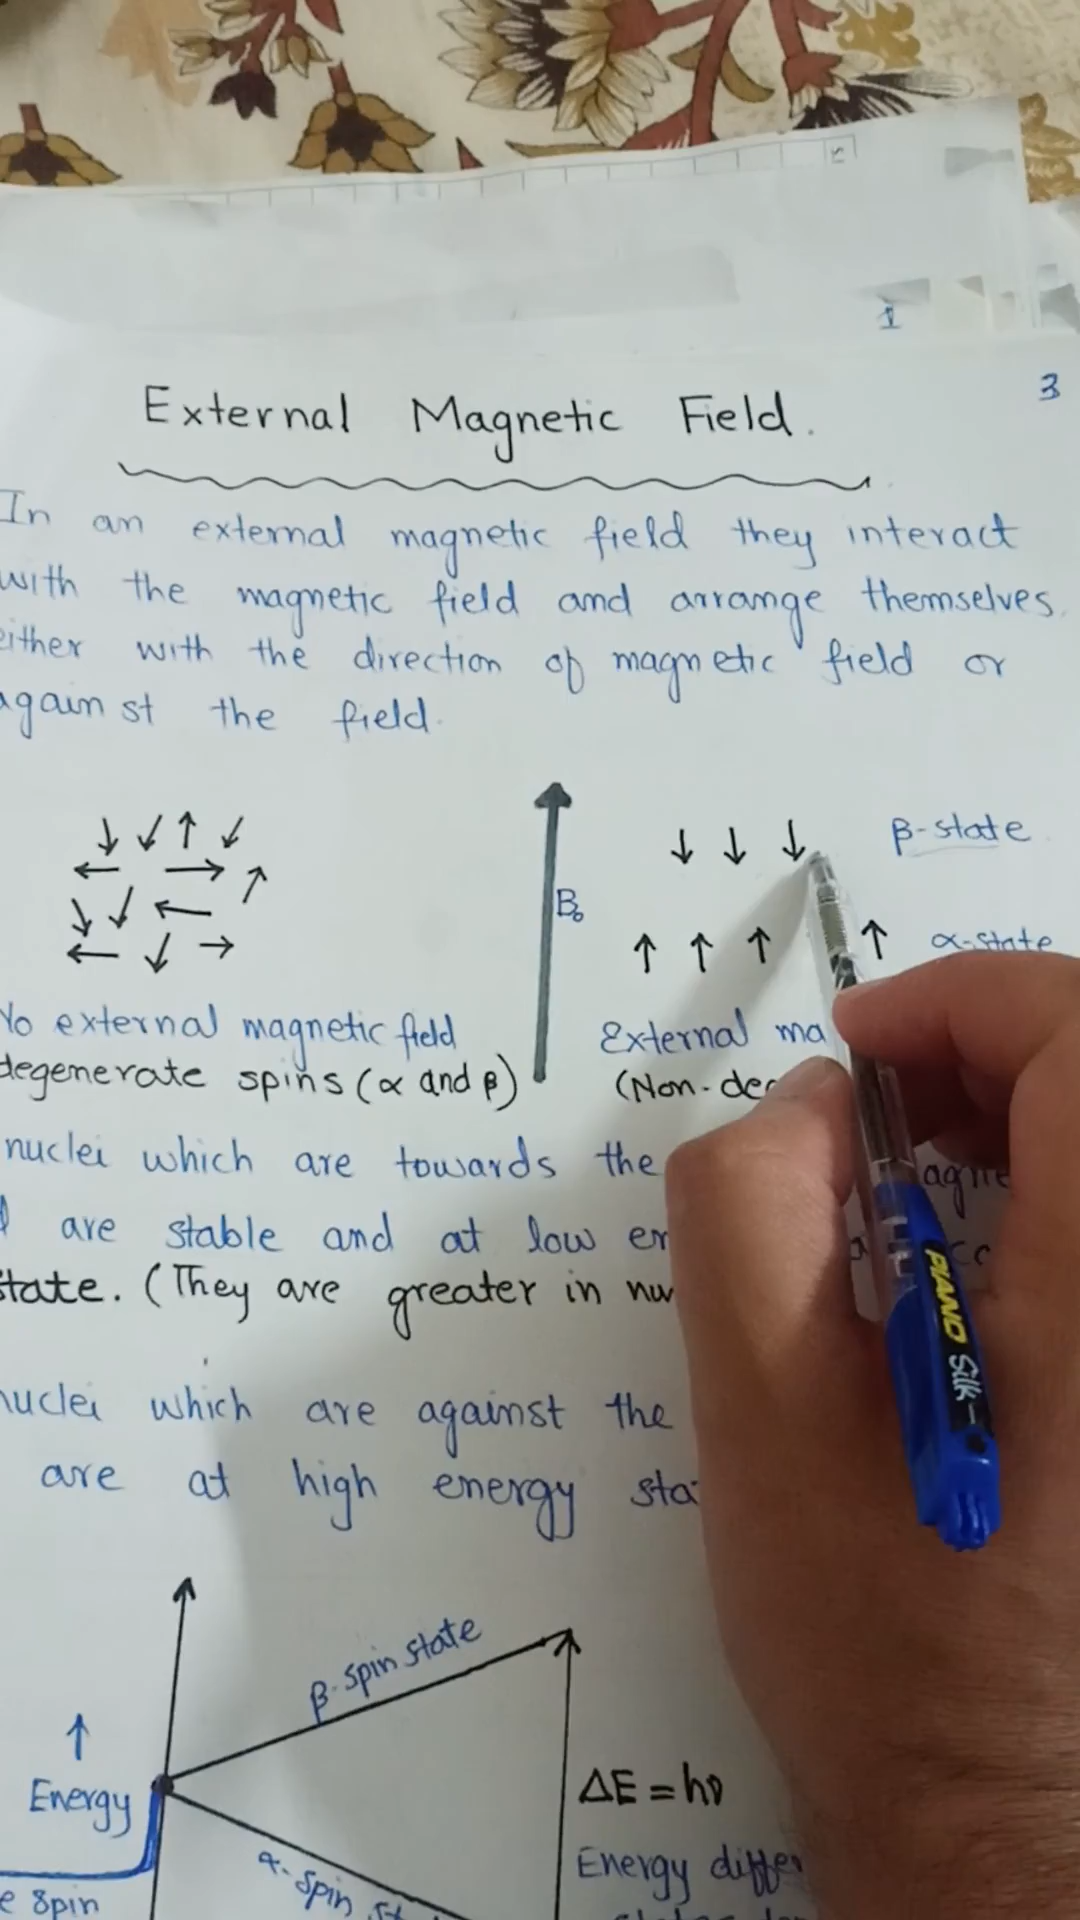 1
3
External Magnetic Field.
In an external magnetic field they interact
with the magnetic field and arrange themselves
either with the direction of magnetic field or
against the field.
β-state
B₀
α-state
No external magnetic field
External ma
degenerate spins (α and β)
(Non-de
nuclei which are towards the
are stable and at low en
state. (They are greater in nu
nuclei which are against the
are at high energy sta
β-spin state
↑
Energy
ΔE = hν
α-spin st
Energy differ
e spin
PIANO Silk-